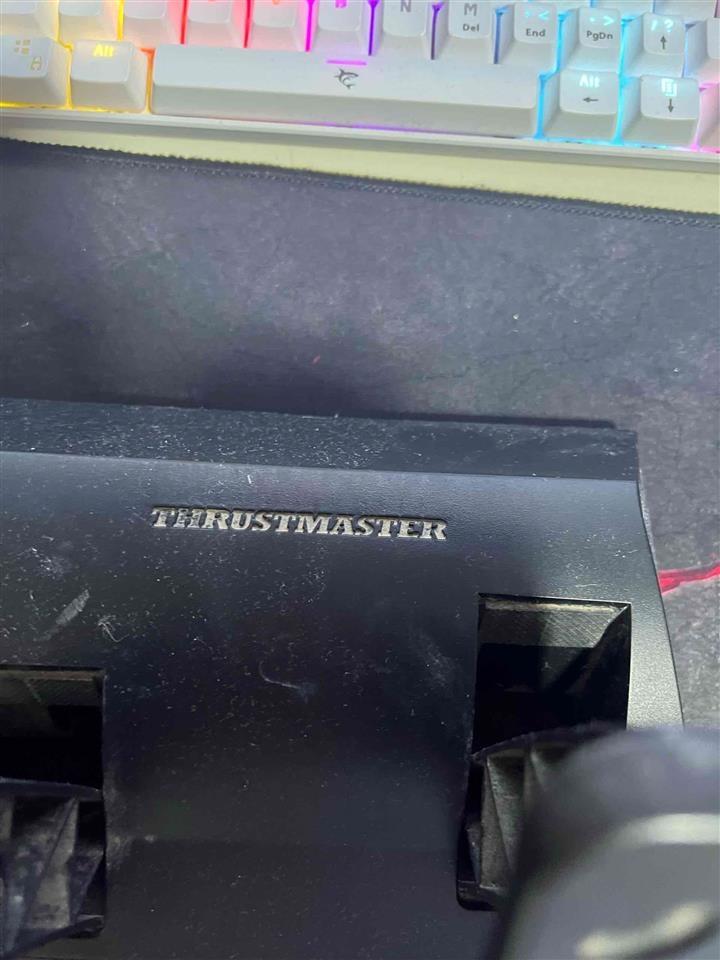 B N M < > ? ↑
Del End PgDn
Alt Alt
← ↓
THRUSTMASTER